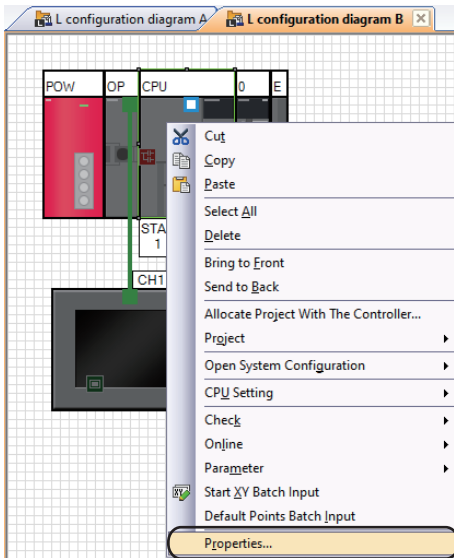 L configuration diagram A
L configuration diagram B
POW OP CPU 0 E
STA
1
CH1
Cut
Copy
Paste
Select All
Delete
Bring to Front
Send to Back
Allocate Project With The Controller...
Project
Open System Configuration
CPU Setting
Check
Online
Parameter
Start XY Batch Input
Default Points Batch Input
Properties...